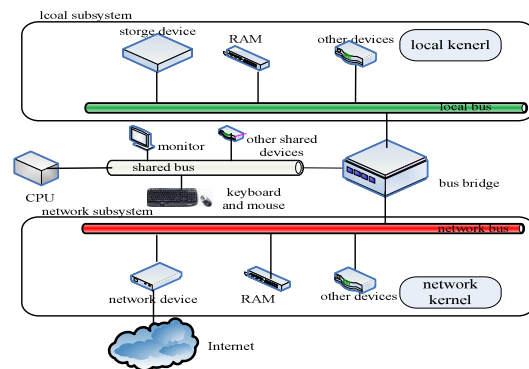 lcoal subsystem
storge device
RAM
other devices
local kenerl
local bus
monitor
other shared
devices
shared bus
CPU
keyboard
and mouse
bus bridge
network subsystem
network bus
network device
RAM
other devices
network
kernel
Internet